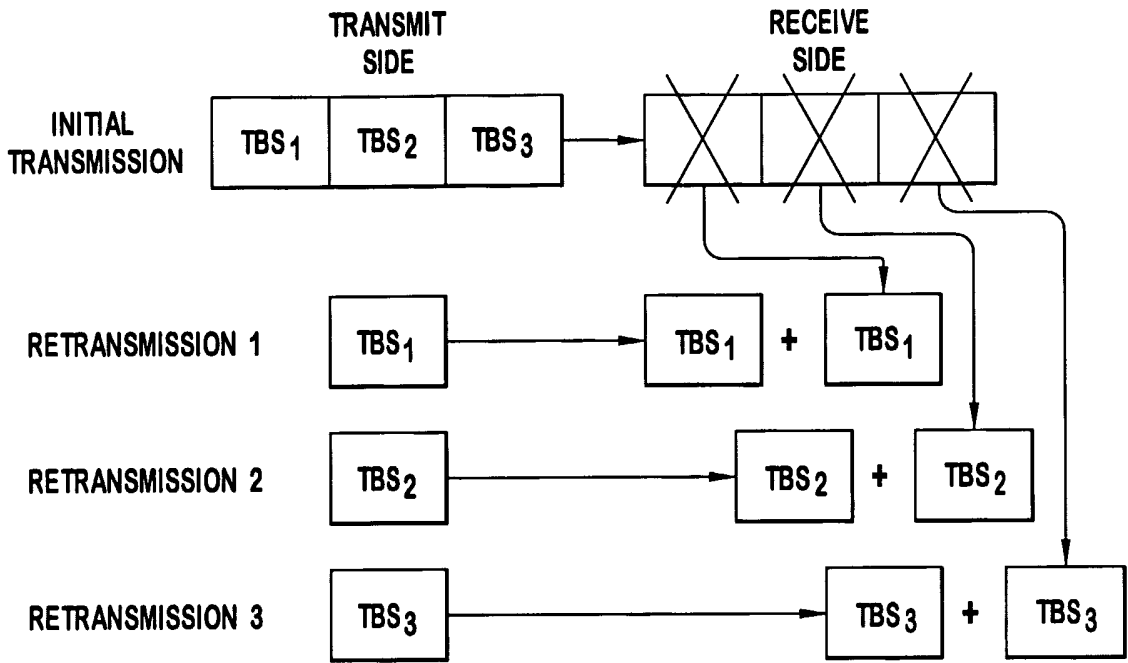 TRANSMIT
SIDE
RECEIVE
SIDE
INITIAL
TRANSMISSION
TBS1 TBS2 TBS3
RETRANSMISSION 1 TBS1 TBS1 + TBS1
RETRANSMISSION 2 TBS2 TBS2 + TBS2
RETRANSMISSION 3 TBS3 TBS3 + TBS3